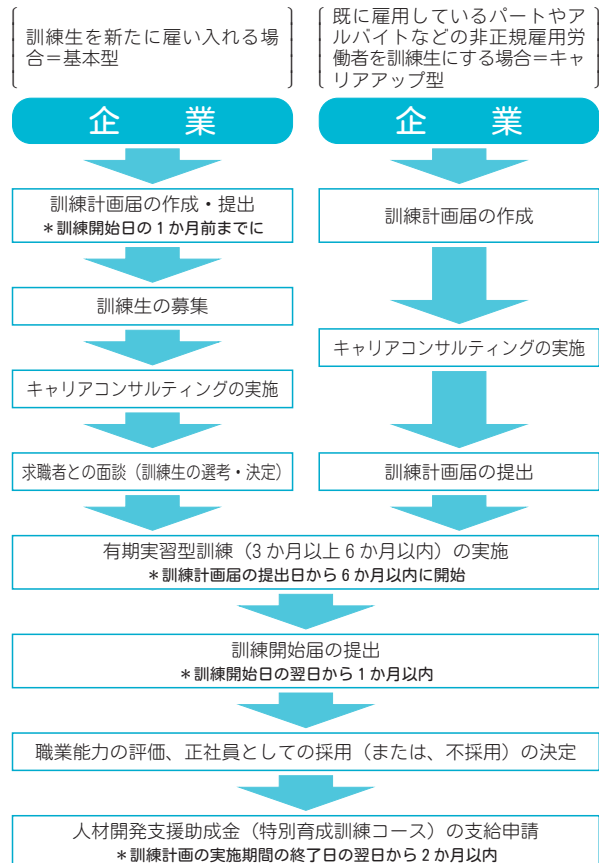 訓練生を新たに雇い入れる場
合＝基本型
既に雇用しているパートやア
ルバイトなどの非正規雇用労
働者を訓練生にする場合＝キャ
リアアップ型
企　業
企　業
訓練計画届の作成・提出
＊訓練開始日の1か月前までに
訓練計画届の作成
訓練生の募集
キャリアコンサルティングの実施
キャリアコンサルティングの実施
求職者との面談（訓練生の選考・決定）
訓練計画届の提出
有期実習型訓練（3か月以上6か月以内）の実施
＊訓練計画届の提出日から6か月以内に開始
訓練開始届の提出
＊訓練開始日の翌日から1か月以内
職業能力の評価、正社員としての採用（または、不採用）の決定
人材開発支援助成金（特別育成訓練コース）の支給申請
＊訓練計画の実施期間の終了日の翌日から2か月以内